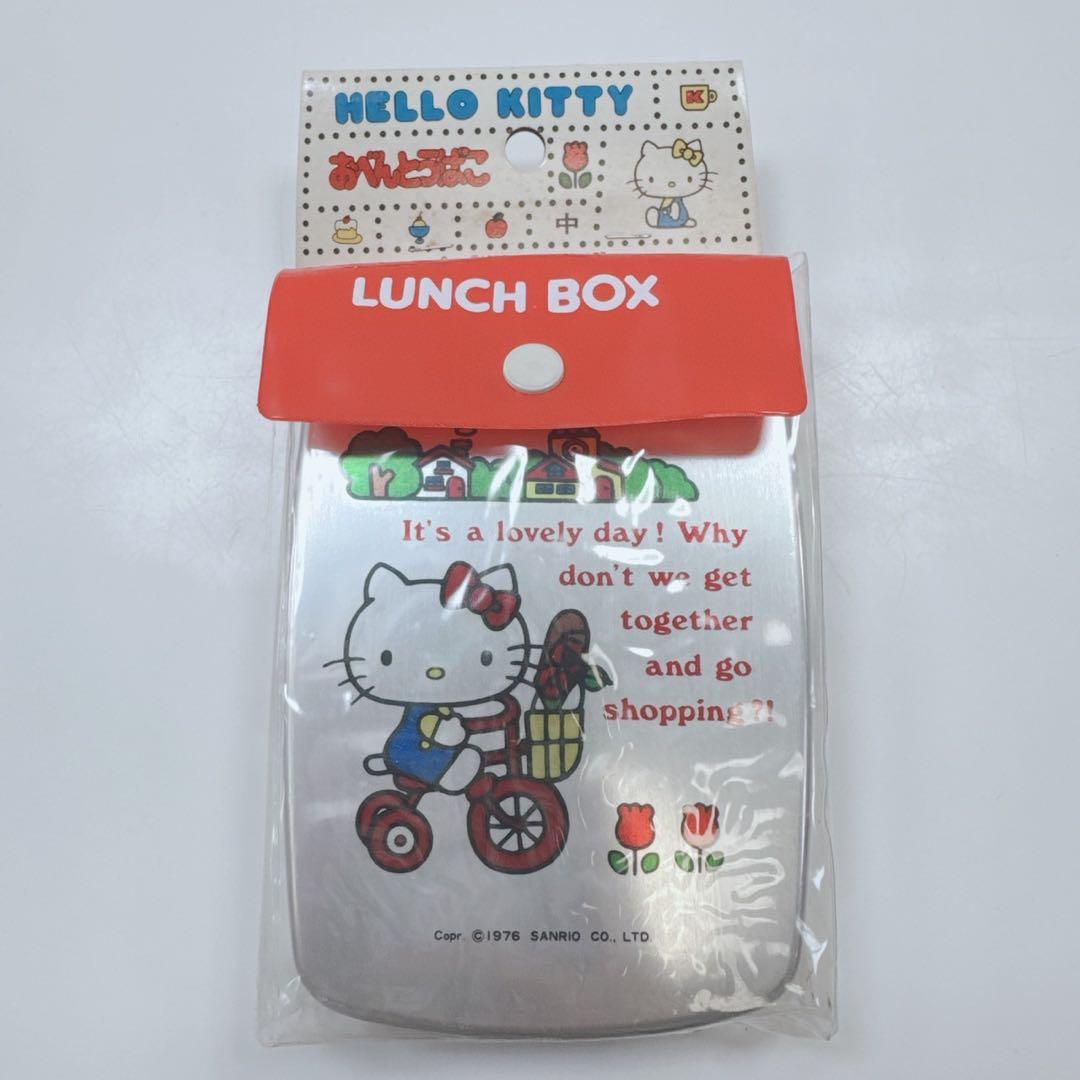 HELLO KITTY
K
おべんとうばこ
中
LUNCH BOX
It's a lovely day! Why
don't we get
together
and go
shopping?!
Copr. ©1976 SANRIO CO., LTD.